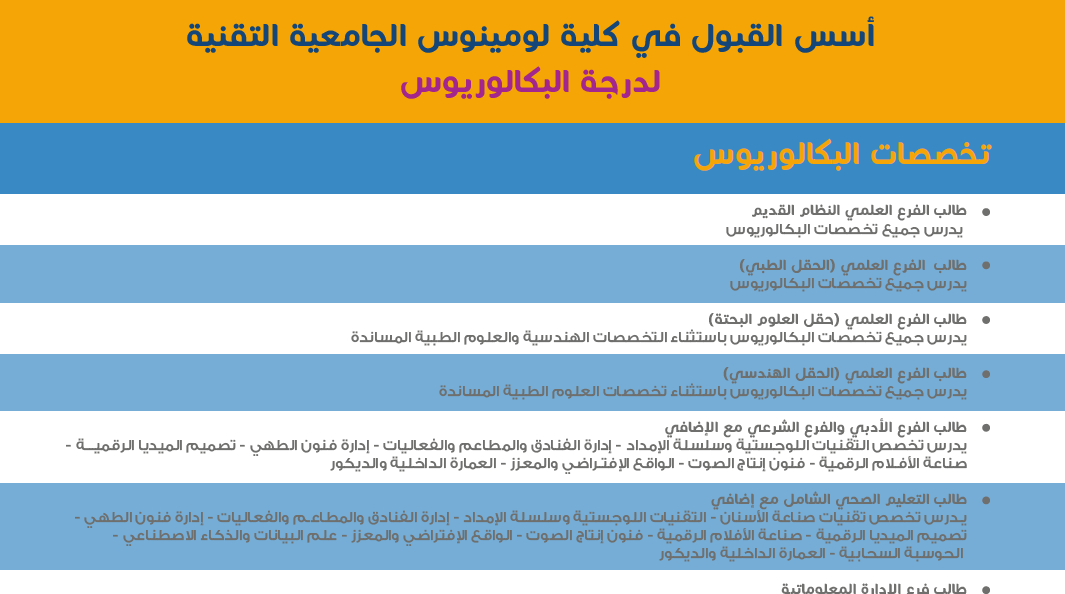 أسس القبول في كلية لومينوس الجامعية التقنية
لدرجة البكالوريوس
تخصصات البكالوريوس
● طالب الفرع العلمي النظام القديم
يدرس جميع تخصصات البكالوريوس
● طالب الفرع العلمي (الحقل الطبي)
يدرس جميع تخصصات البكالوريوس
● طالب الفرع العلمي (حقل العلوم البحتة)
يدرس جميع تخصصات البكالوريوس باستثناء التخصصات الهندسية والعلوم الطبية المساندة
● طالب الفرع العلمي (الحقل الهندسي)
يدرس جميع تخصصات البكالوريوس باستثناء تخصصات العلوم الطبية المساندة
● طالب الفرع الأدبي والفرع الشرعي مع الإضافي
يدرس تخصص التقنيات اللوجستية وسلسلة الإمداد - إدارة الفنادق والمطاعم والفعاليات - إدارة فنون الطهي - تصميم الميديا الرقميـة -
صناعة الأفلام الرقمية - فنون إنتاج الصوت - الواقع الإفتراضي والمعزز - العمارة الداخلية والديكور
● طالب التعليم الصحي الشامل مع إضافي
يدرس تخصص تقنيات صناعة الأسنان - التقنيات اللوجستية وسلسلة الإمداد - إدارة الفنادق والمطاعم والفعاليات - إدارة فنون الطهي -
تصميم الميديا الرقمية - صناعة الأفلام الرقمية - فنون إنتاج الصوت - الواقع الإفتراضي والمعزز - علم البيانات والذكاء الاصطناعي -
الحوسبة السحابية - العمارة الداخلية والديكور
● طالب فرع الإدارة المعلوماتية